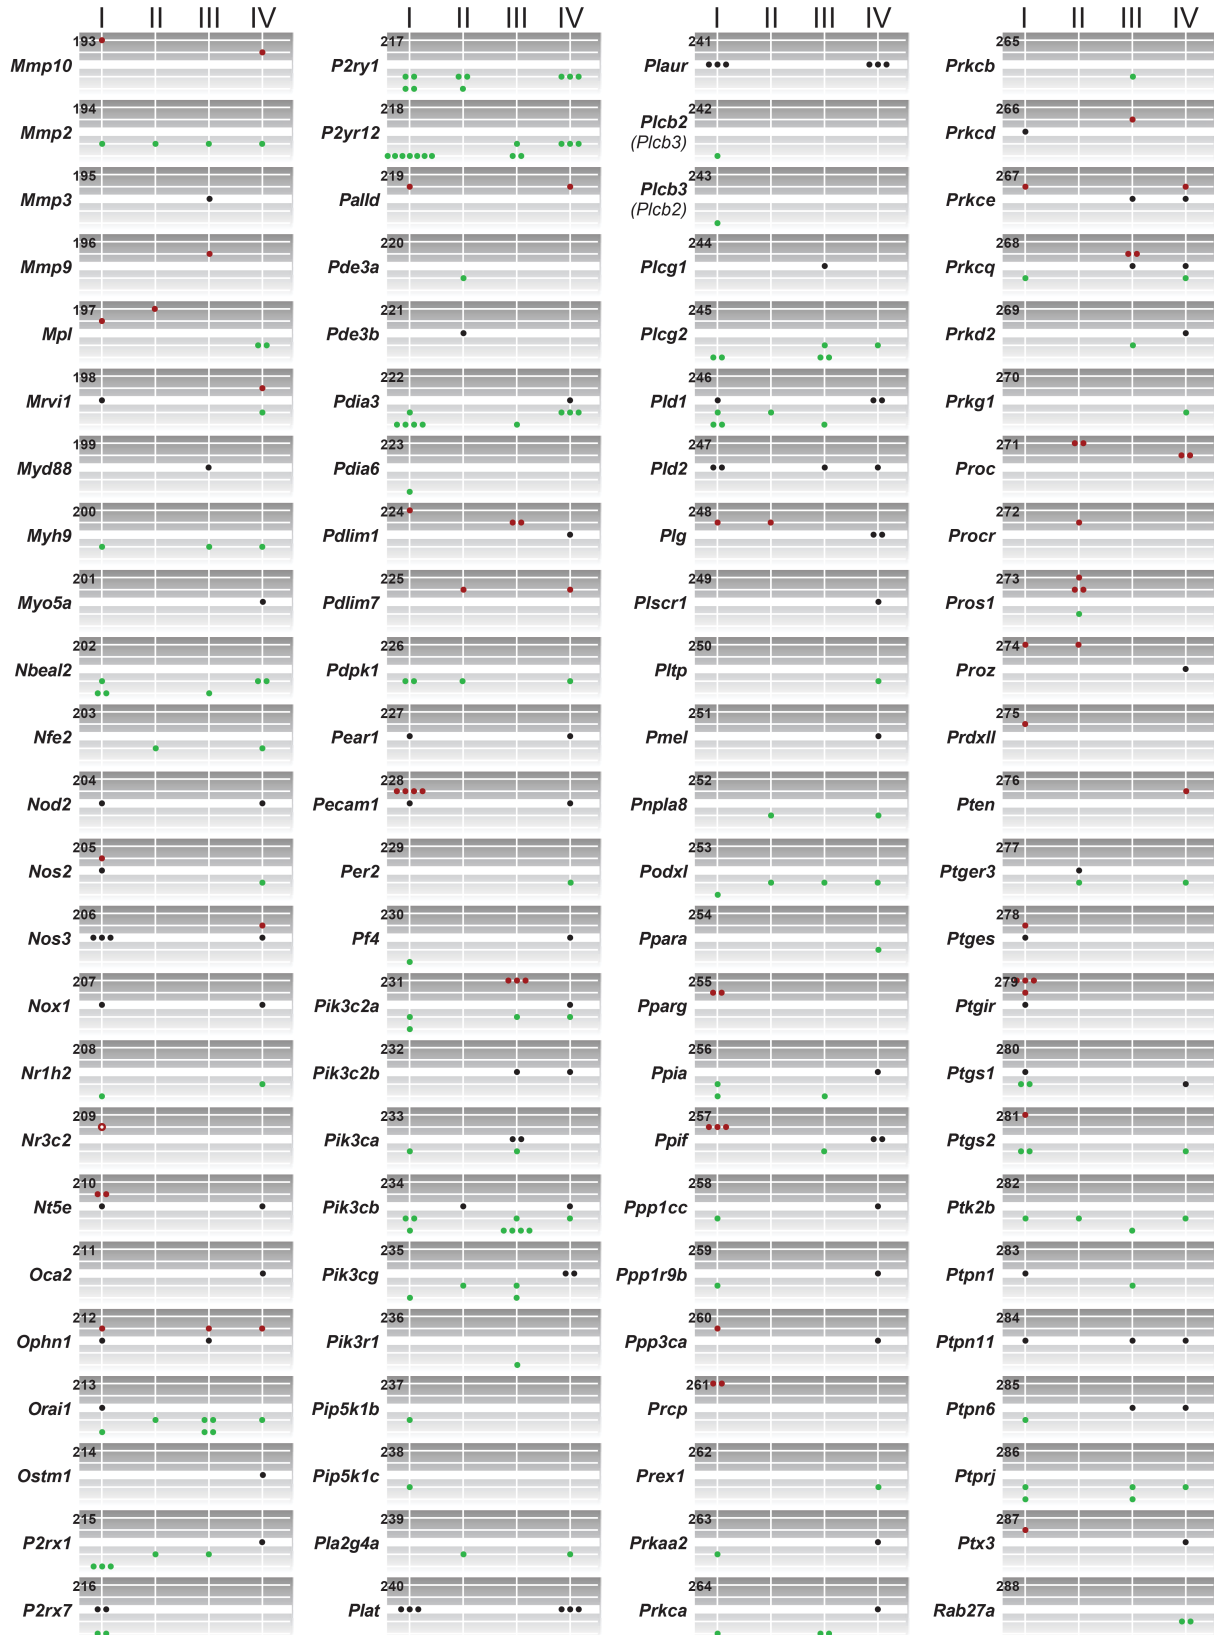 I II III IV I II III IV I II III IV I II III IV
193 217 241 265
Mmp10 P2ry1 Plaur Prkcb
194 218 242 266
Mmp2 P2yr12 Plcb2 Prkcd
(Plcb3)
195 219 243 267
Mmp3 Palld Plcb3 Prkce
(Plcb2)
196 220 244 268
Mmp9 Pde3a Plcg1 Prkcq
197 221 245 269
Mpl Pde3b Plcg2 Prkd2
198 222 246 270
Mrvi1 Pdia3 Pld1 Prkg1
199 223 247 271
Myd88 Pdia6 Pld2 Proc
200 224 248 272
Myh9 Pdlim1 Plg Procr
201 225 249 273
Myo5a Pdlim7 Plscr1 Pros1
202 226 250 274
Nbeal2 Pdpk1 Pltp Proz
203 227 251 275
Nfe2 Pear1 Pmel Prdxll
204 228 252 276
Nod2 Pecam1 Pnpla8 Pten
205 229 253 277
Nos2 Per2 Podxl Ptger3
206 230 254 278
Nos3 Pf4 Ppara Ptges
207 231 255 279
Nox1 Pik3c2a Pparg Ptgir
208 232 256 280
Nr1h2 Pik3c2b Ppia Ptgs1
209 233 257 281
Nr3c2 Pik3ca Ppif Ptgs2
210 234 258 282
Nt5e Pik3cb Ppp1cc Ptk2b
211 235 259 283
Oca2 Pik3cg Ppp1r9b Ptpn1
212 236 260 284
Ophn1 Pik3r1 Ppp3ca Ptpn11
213 237 261 285
Orai1 Pip5k1b Prcp Ptpn6
214 238 262 286
Ostm1 Pip5k1c Prex1 Ptprj
215 239 263 287
P2rx1 Pla2g4a Prkaa2 Ptx3
216 240 264 288
P2rx7 Plat Prkca Rab27a